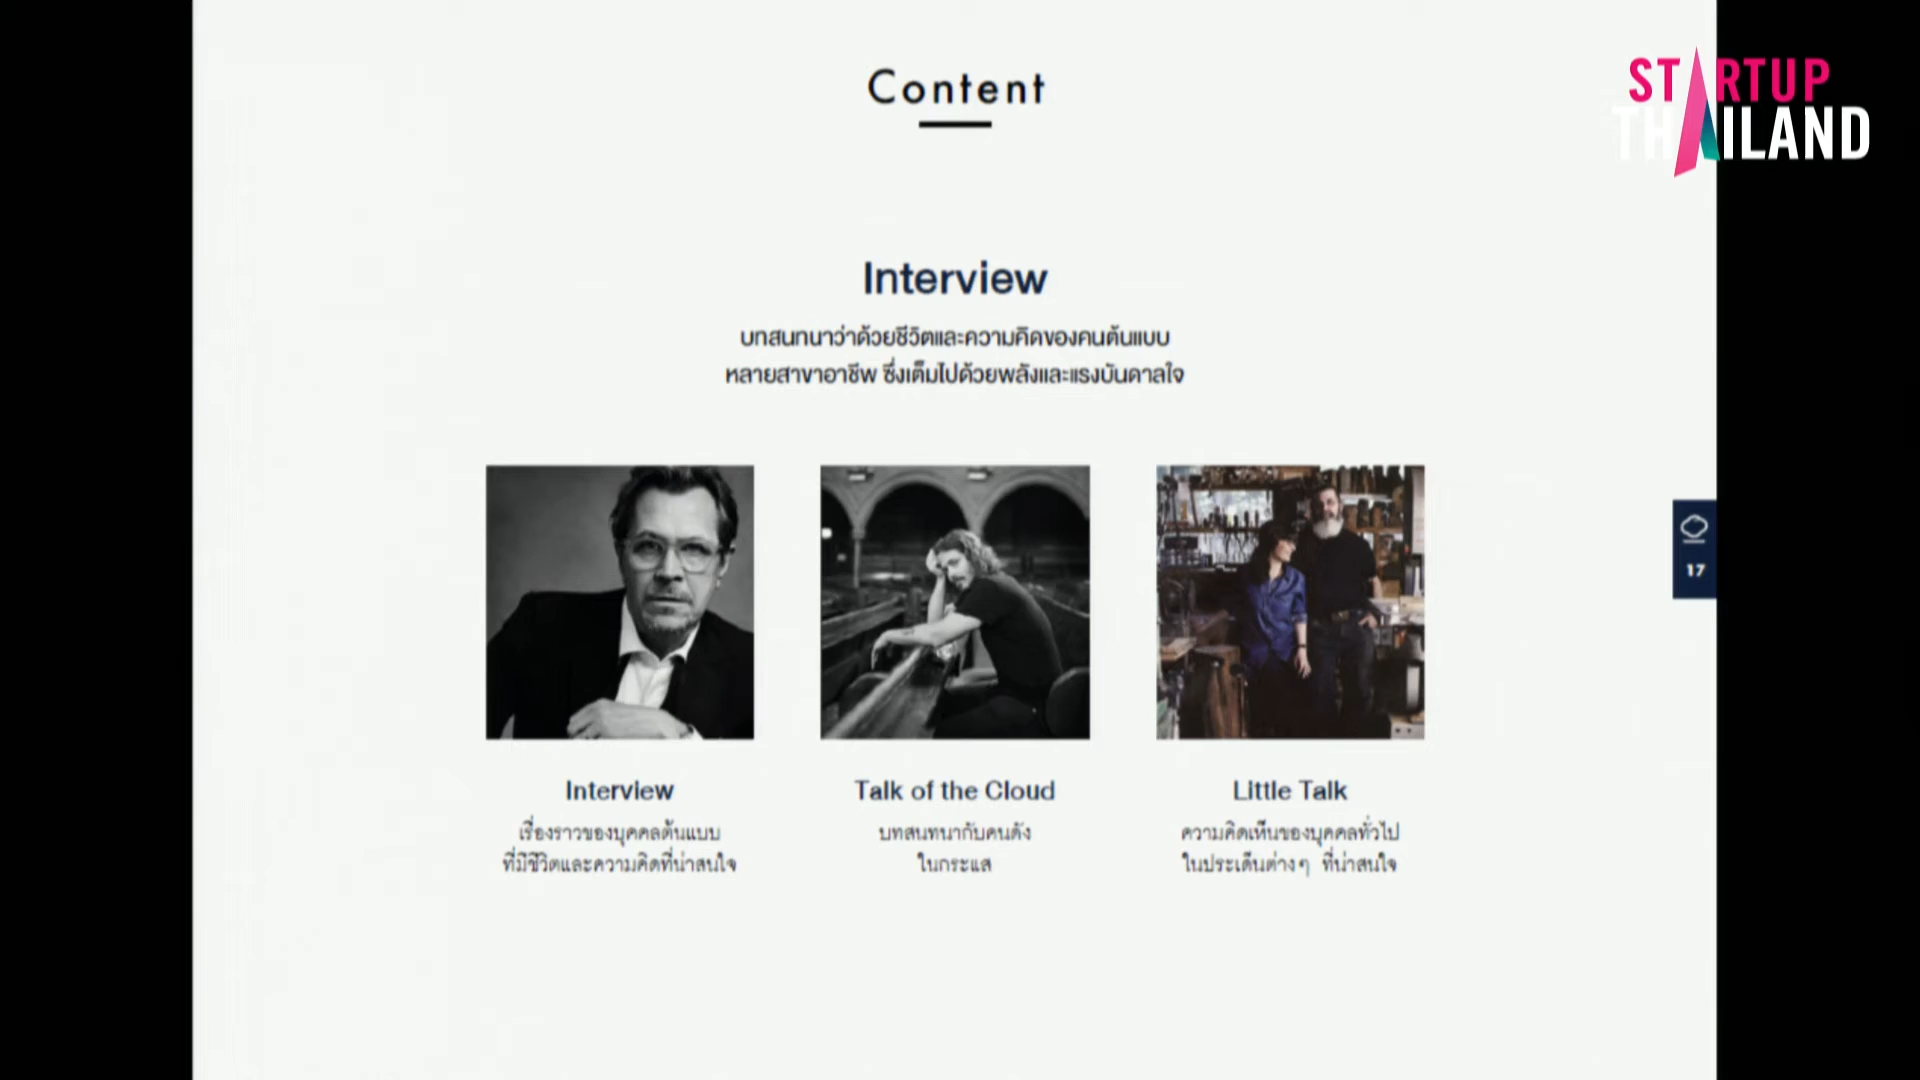 Content
STARTUP
THAILAND
Interview
บทสนทนาว่าด้วยชีวิตและความคิดของคนต้นแบบ
หลายสาขาอาชีพ ซึ่งเต็มไปด้วยพลังและแรงบันดาลใจ
17
Interview
เรื่องราวของบุคคลต้นแบบ
ที่มีชีวิตและความคิดที่น่าสนใจ
Talk of the Cloud
บทสนทนากับคนดัง
ในกระแส
Little Talk
ความคิดเห็นของบุคคลทั่วไป
ในประเด็นต่างๆ ที่น่าสนใจ